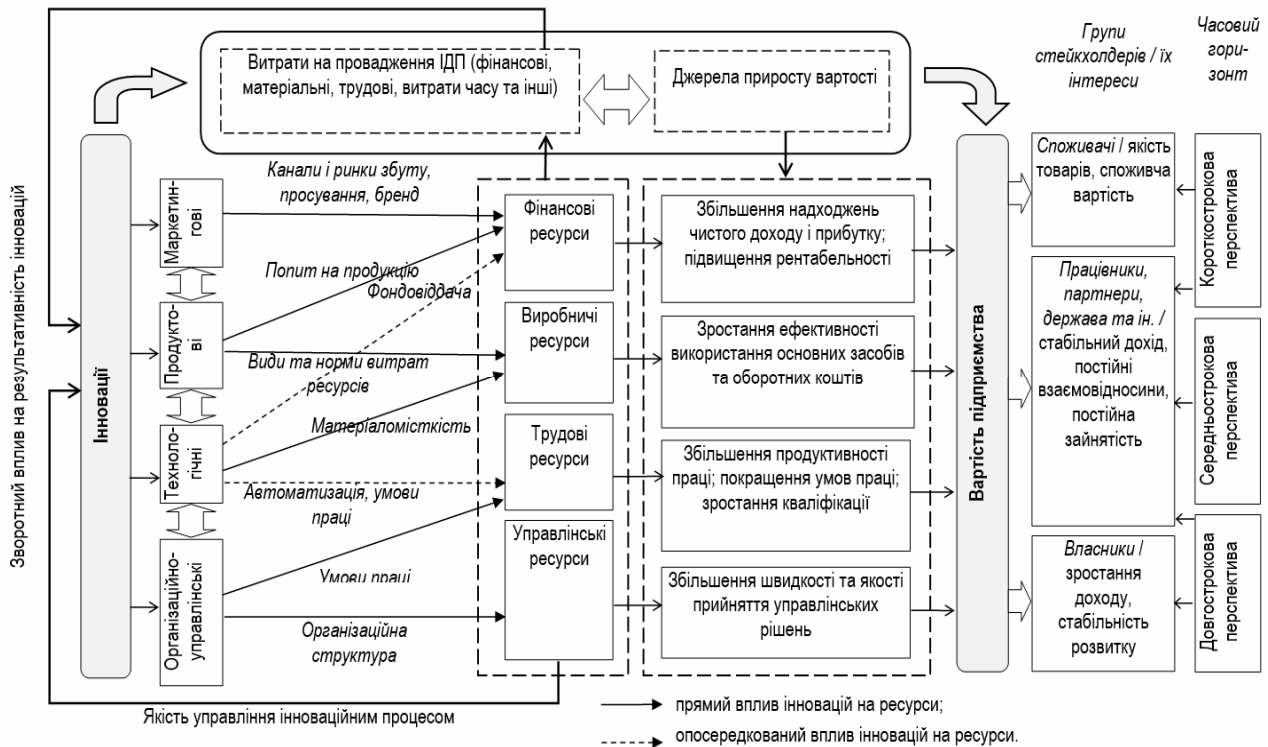 Витрати на провадження ІДП (фінансові,
матеріальні, трудові, витрати часу та інші)
Джерела приросту вартості
Групи
стейкхолдерів / їх
інтереси
Часовий
гори-
зонт
Зворотний вплив на результативність інновацій
Інновації
Маркетин-
гові
Продукто-
ві
Техноло-
гічні
Організаційно-
управлінські
Канали і ринки збуту,
просування, бренд
Попит на продукцію
Фондовіддача
Види та норми витрат
ресурсів
Матеріаломісткість
Автоматизація, умови
праці
Умови праці
Організаційна
структура
Фінансові
ресурси
Виробничі
ресурси
Трудові
ресурси
Управлінські
ресурси
Збільшення надходжень
чистого доходу і прибутку;
підвищення рентабельності
Зростання ефективності
використання основних засобів
та оборотних коштів
Збільшення продуктивності
праці; покращення умов праці;
зростання кваліфікації
Збільшення швидкості та якості
прийняття управлінських
рішень
Вартість підприємства
Споживачі / якість
товарів, споживча
вартість
Працівники,
партнери,
держава та ін. /
стабільний дохід,
постійні
взаємовідносини,
постійна
зайнятість
Власники /
зростання
доходу,
стабільність
розвитку
Короткострокова
перспектива
Середньострокова
перспектива
Довгострокова
перспектива
Якість управління інноваційним процесом
прямий вплив інновацій на ресурси;
опосередкований вплив інновацій на ресурси.